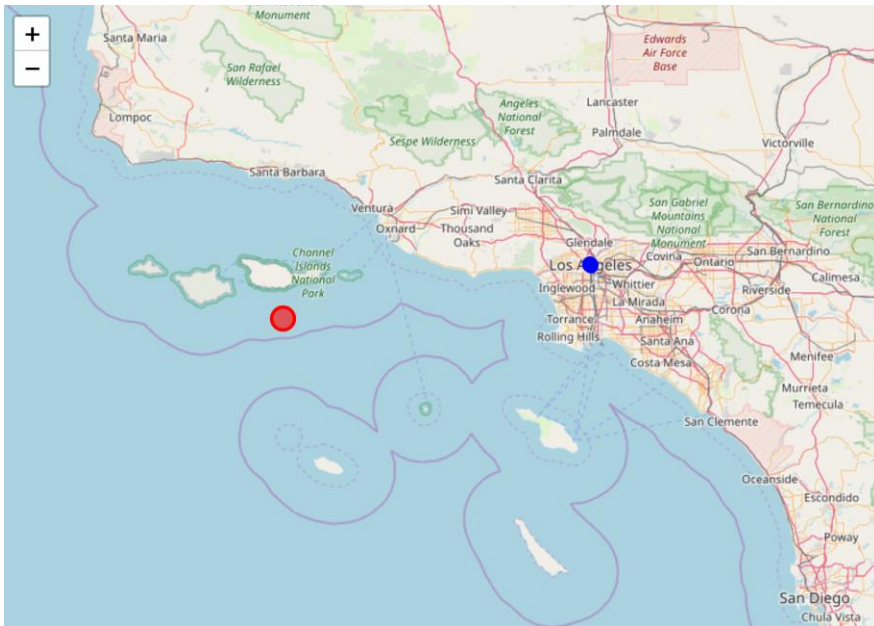 +
−
Monument
Santa Maria
San Rafael
Wilderness
Lompoc
Santa Barbara
Sespe Wilderness
Angeles
National
Forest
Edwards
Air Force
Base
Lancaster
Palmdale
Victorville
Santa Clarita
Ventura
Oxnard
Simi Valley
Thousand
Oaks
San Gabriel
Mountains
National
Monument
San Bernardino
National
Forest
Channel
Islands
National
Park
Glendale
Los Angeles
Covina
Ontario
San Bernardino
Calimesa
Inglewood
Whittier
Riverside
La Mirada
Torrance
Anaheim
Corona
Rolling Hills
Santa Ana
Costa Mesa
Menifee
Murrieta
Temecula
San Clemente
Oceanside
Escondido
Poway
San Diego
Chula Vista